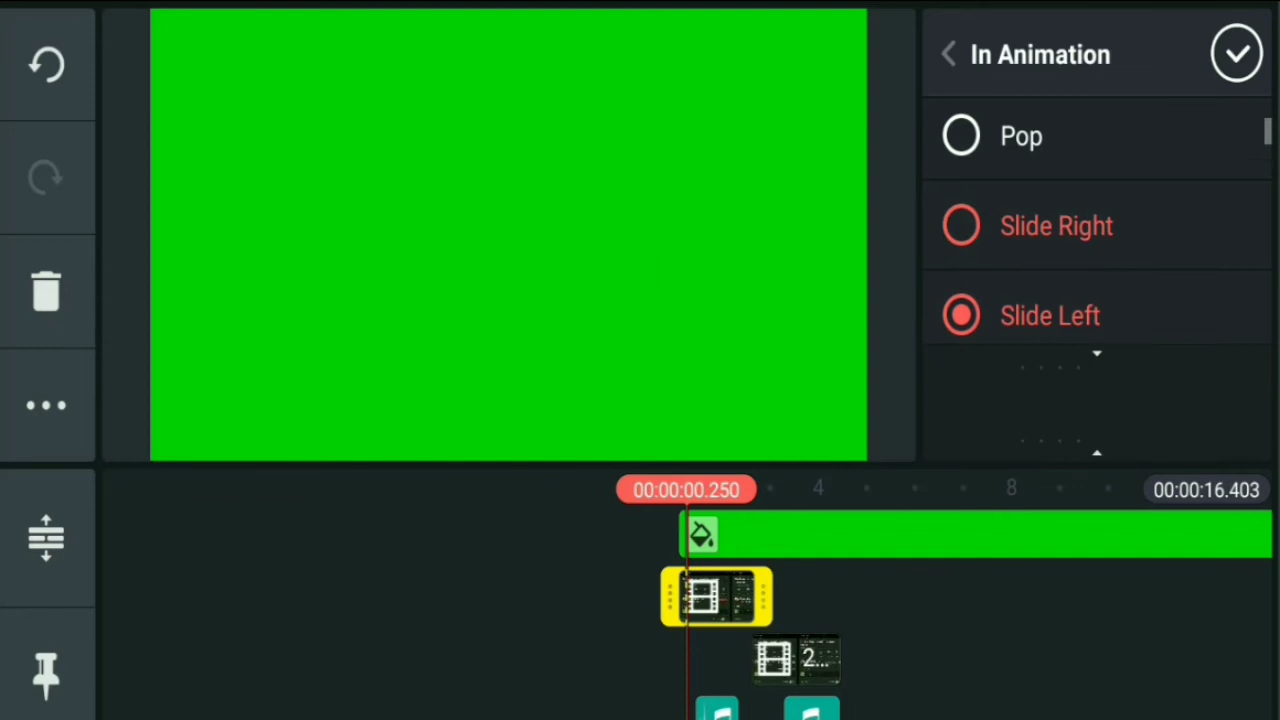 In Animation
Pop
Slide Right
Slide Left
00:00:00.250
4
8
00:00:16.403
2...